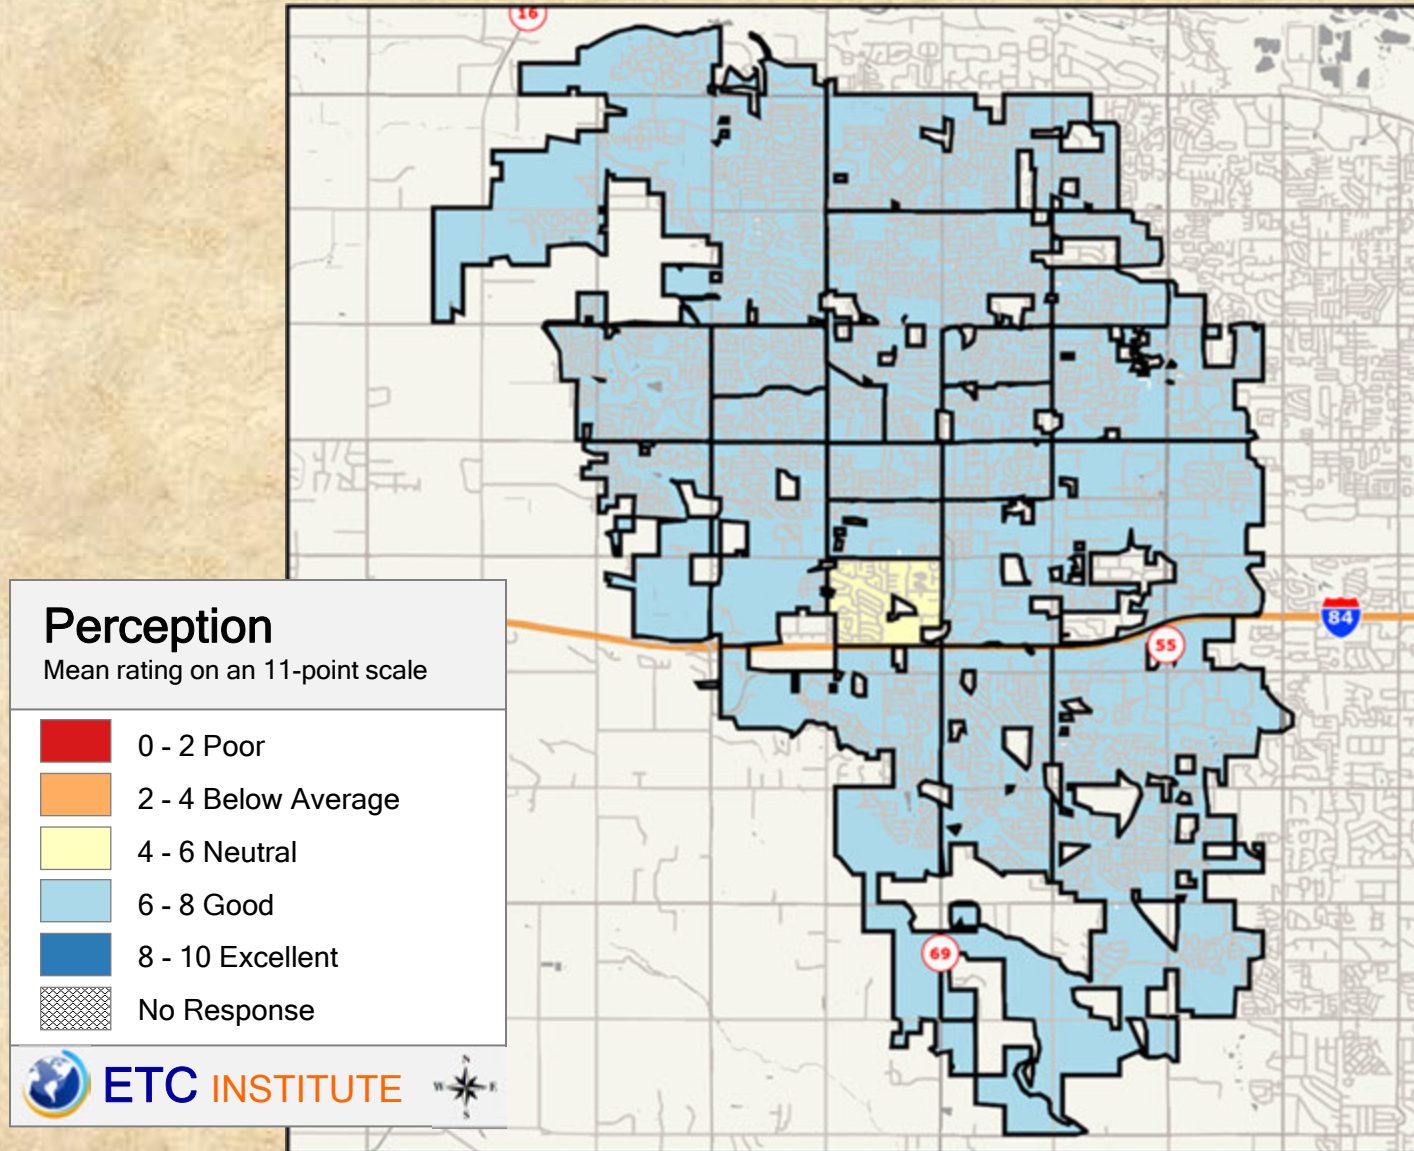 16
84
55
69
Perception
Mean rating on an 11-point scale
0 - 2 Poor
2 - 4 Below Average
4 - 6 Neutral
6 - 8 Good
8 - 10 Excellent
No Response
ETC INSTITUTE
N
W E
S